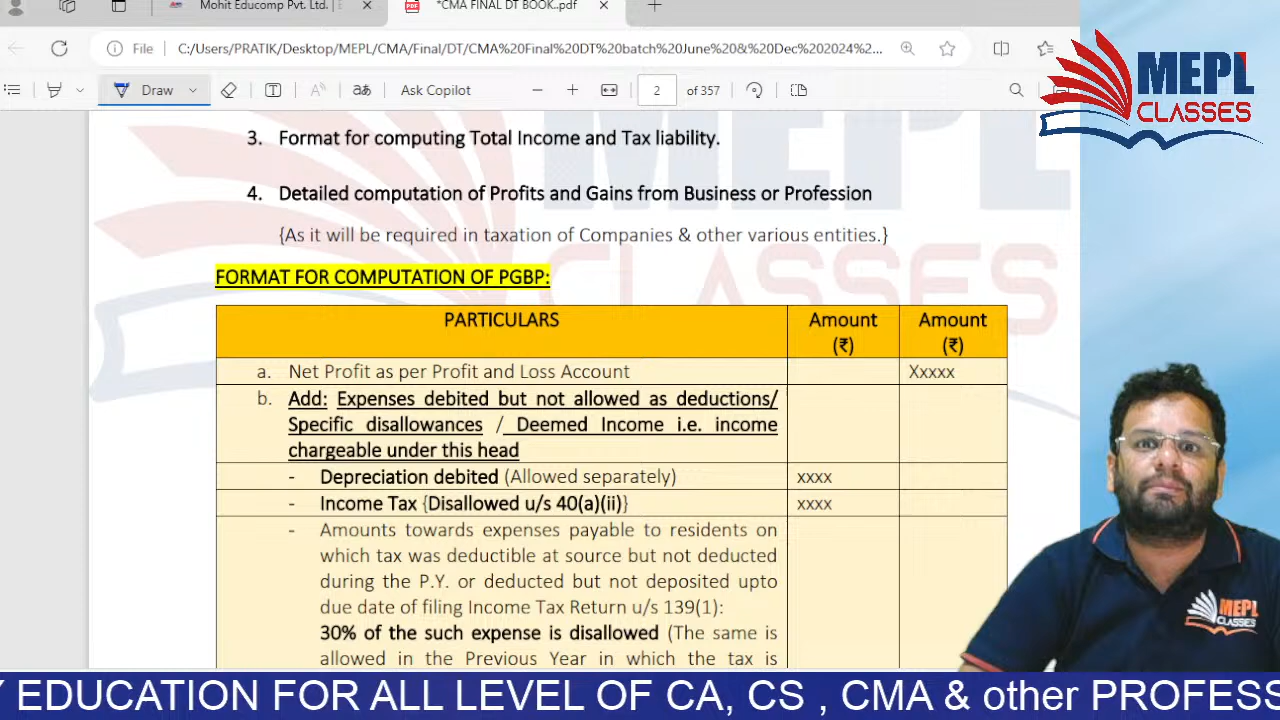 Mohit Educomp Pvt. Ltd. | E
*CMA FINAL DT BOOK..pdf
File
C:/Users/PRATIK/Desktop/MEPL/CMA/Final/DT/CMA%20Final%20DT%20batch%20June%20&%20Dec%202024%2...
Draw
aあ
Ask Copilot
2
of 357
MEPL
CLASSES
3. Format for computing Total Income and Tax liability.
4. Detailed computation of Profits and Gains from Business or Profession
{As it will be required in taxation of Companies & other various entities.}
FORMAT FOR COMPUTATION OF PGBP:
PARTICULARS
Amount (₹)
Amount (₹)
a. Net Profit as per Profit and Loss Account
Xxxxx
b. Add: Expenses debited but not allowed as deductions/
Specific disallowances / Deemed Income i.e. income
chargeable under this head
- Depreciation debited (Allowed separately)
xxxx
- Income Tax {Disallowed u/s 40(a)(ii)}
xxxx
- Amounts towards expenses payable to residents on
which tax was deductible at source but not deducted
during the P.Y. or deducted but not deposited upto
due date of filing Income Tax Return u/s 139(1):
30% of the such expense is disallowed (The same is
allowed in the Previous Year in which the tax is
MEPL
CLASSES
Y EDUCATION FOR ALL LEVEL OF CA, CS , CMA & other PROFESS